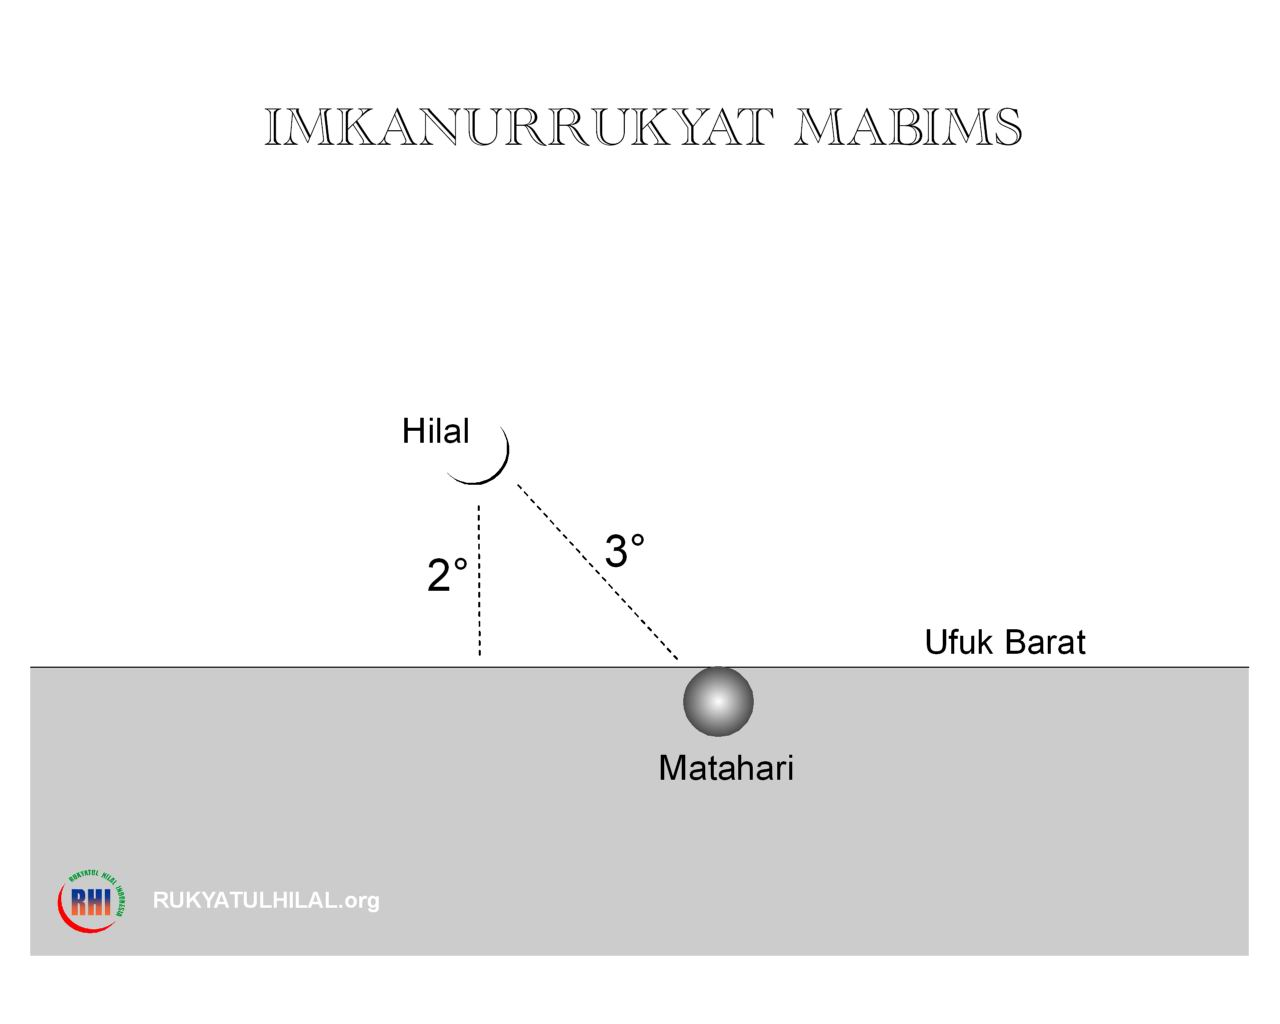 IMKANURRUKYAT MABIMS
Hilal
3°
2°
Ufuk Barat
Matahari
RUKYATUL HILAL INDONESIA
RHI
RUKYATULHILAL.org